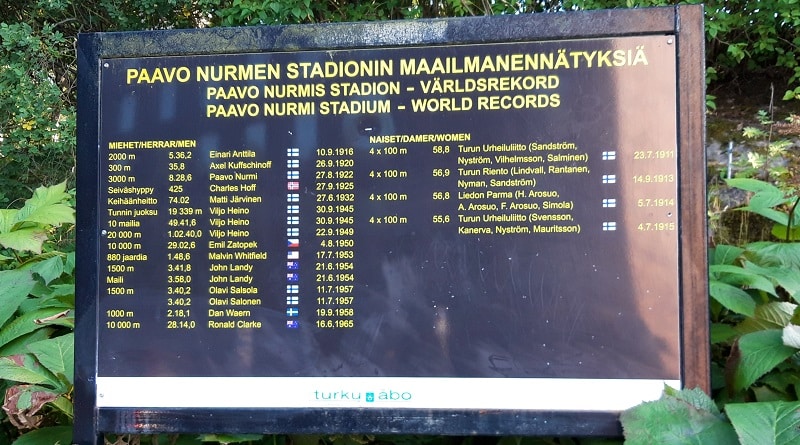 PAAVO NURMEN STADIONIN MAAILMANENNÄTYKSIÄ
PAAVO NURMIS STADION – VÄRLDSREKORD
PAAVO NURMI STADIUM – WORLD RECORDS
MIEHET/HERRAR/MEN
2000 m 5.36,2 Einari Anttila 10.9.1916
300 m 35,8 Axel Kuffschinoff 26.9.1920
3000 m 8.28,6 Paavo Nurmi 27.8.1922
Seiväshyppy 425 Charles Hoff 27.9.1925
Keihäänheitto 74.02 Matti Järvinen 27.6.1932
Tunnin juoksu 19 339 m Viljo Heino 30.9.1945
10 mailia 49.41,6 Viljo Heino 30.9.1945
20 000 m 1.02.40,0 Viljo Heino 22.9.1949
10 000 m 29.02,6 Emil Zatopek 4.8.1950
880 jaardia 1.48,6 Malvin Whitfield 17.7.1953
1500 m 3.41,8 John Landy 21.6.1954
Maili 3.58,0 John Landy 21.6.1954
1500 m 3.40,2 Olavi Salsola 11.7.1957
3.40,2 Olavi Salonen 11.7.1957
1000 m 2.18,1 Dan Waern 19.9.1958
10 000 m 28.14,0 Ronald Clarke 16.6.1965
NAISET/DAMER/WOMEN
4 x 100 m 58,8 Turun Urheiluliitto (Sandström,
Nyström, Vilhelmsson, Salminen) 23.7.1911
4 x 100 m 56,9 Turun Riento (Lindvall, Rantanen,
Nyman, Sandström) 14.9.1913
4 x 100 m 56,8 Liedon Parma (H. Arosuo,
A. Arosuo, F. Arosuo, Simola) 5.7.1914
4 x 100 m 55,6 Turun Urheiluliitto (Svensson,
Kanerva, Nyström, Mauritsson) 4.7.1915
turku åbo